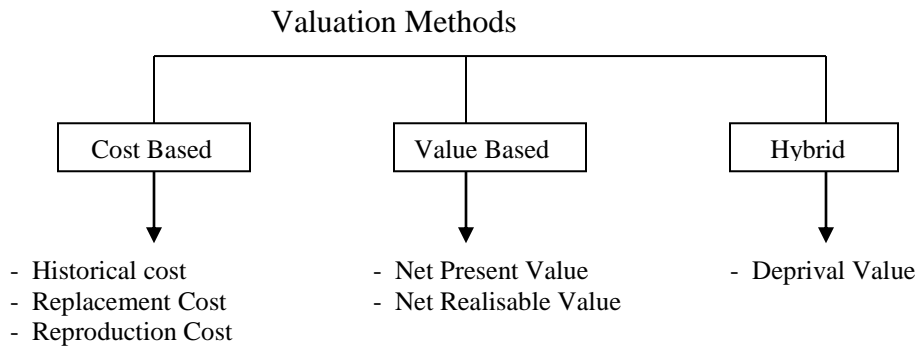 Valuation Methods
Cost Based
Value Based
Hybrid
- Historical cost
- Replacement Cost
- Reproduction Cost
- Net Present Value
- Net Realisable Value
- Deprival Value